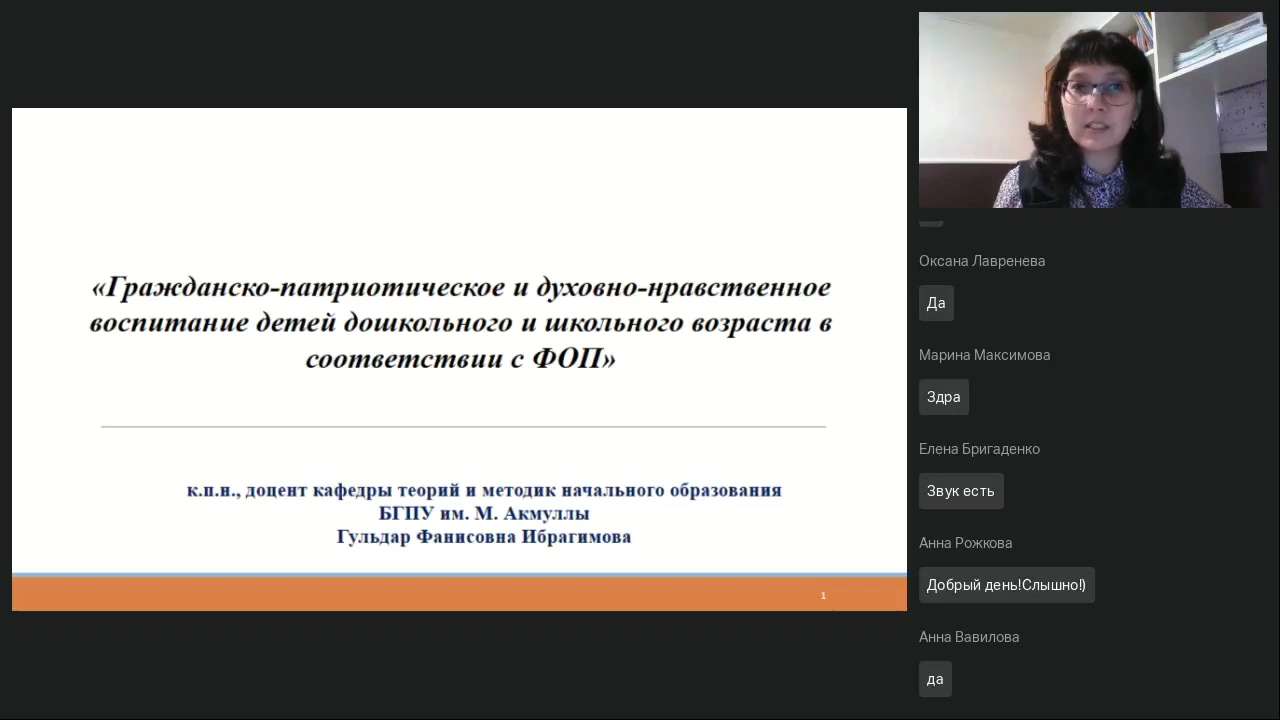 «Гражданско-патриотическое и духовно-нравственное
воспитание детей дошкольного и школьного возраста в
соответствии с ФОП»
к.п.н., доцент кафедры теорий и методик начального образования
БГПУ им. М. Акмуллы
Гульдар Фанисовна Ибрагимова
1
Оксана Лавренева
Да
Марина Максимова
Здра
Елена Бригаденко
Звук есть
Анна Рожкова
Добрый день!Слышно!)
Анна Вавилова
да